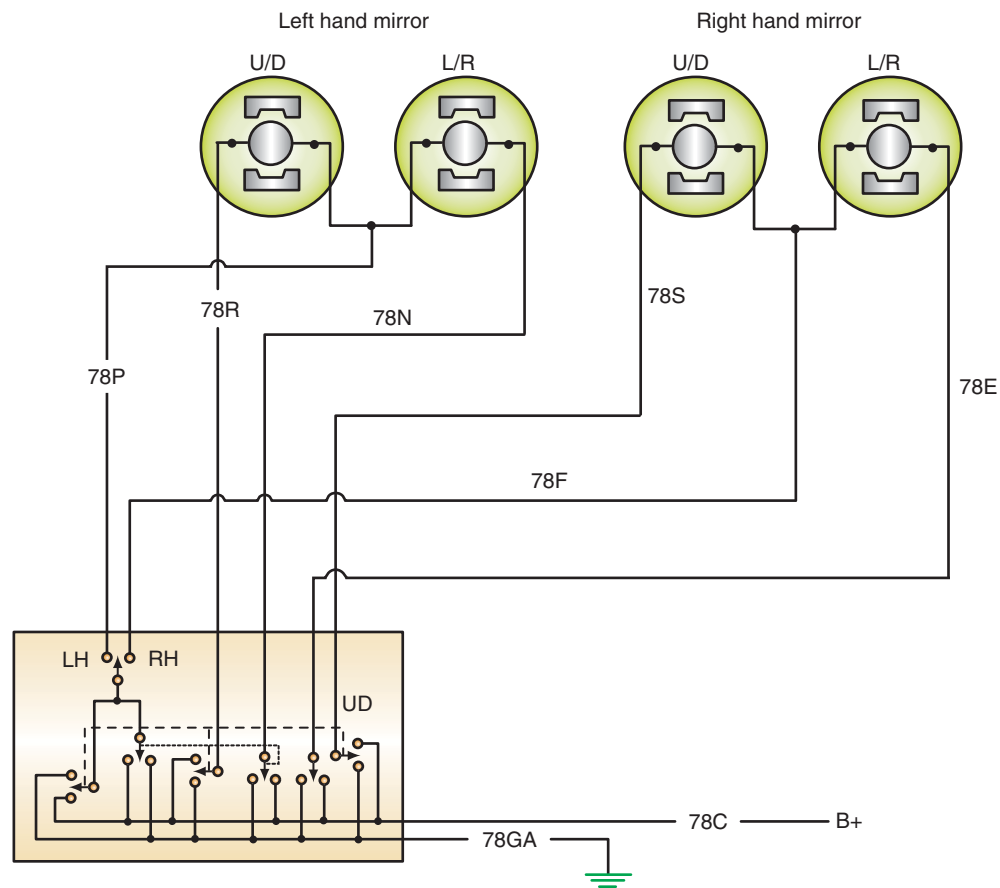 Left hand mirror
Right hand mirror
U/D
L/R
U/D
L/R
78S
78R
78N
78P
78E
78F
LH
RH
UD
78C
B+
78GA